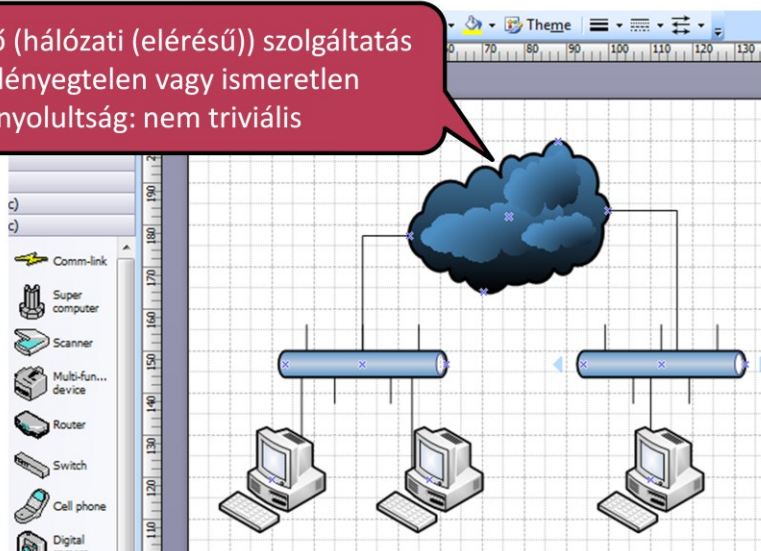 ő (hálózati (elérésű)) szolgáltatás
lényegtelen vagy ismeretlen
nyolultság: nem triviális
Theme
70 80 90 100 110 120 130
190
180
170
160
150
140
130
120
110
c)
c)
Comm-link
Super
computer
Scanner
Multi-fun...
device
Router
Switch
Cell phone
Digital